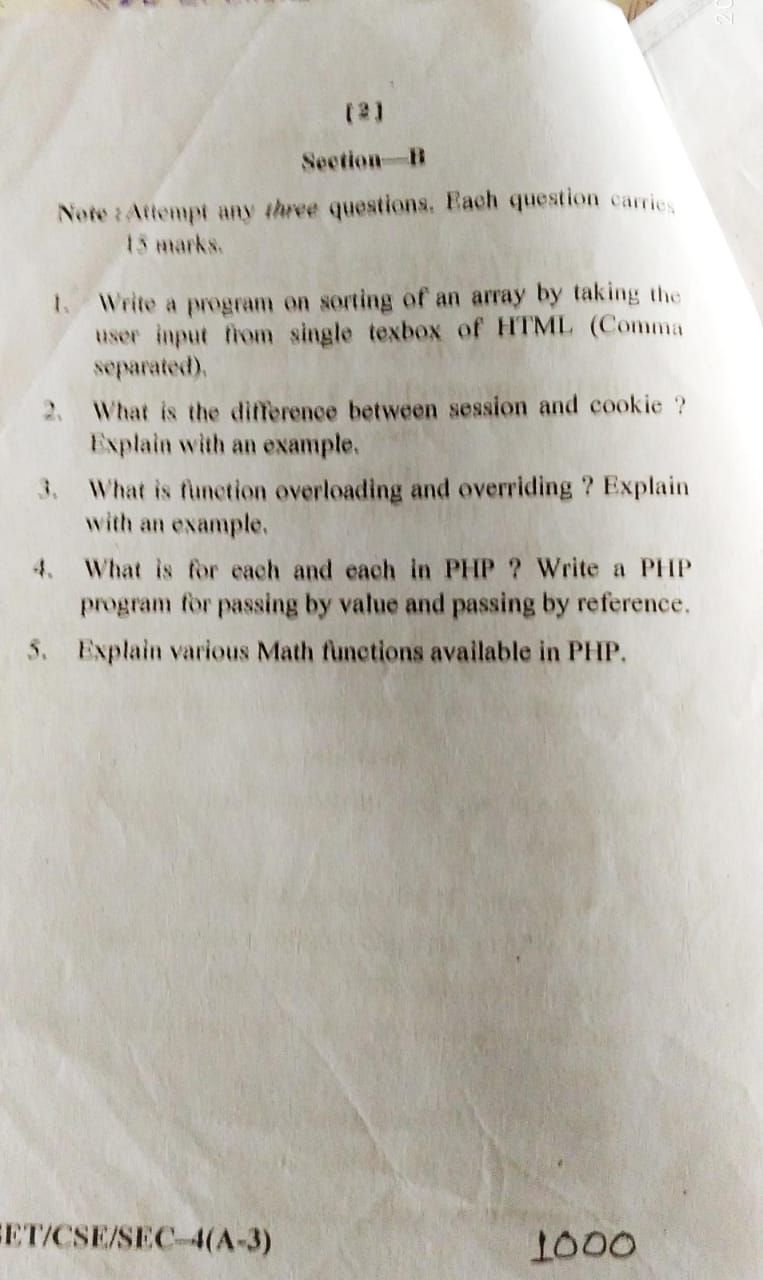 [2]
Section—B
Note : Attempt any three questions. Each question carries
15 marks.
1. Write a program on sorting of an array by taking the
user input from single texbox of HTML (Comma
separated).
2. What is the difference between session and cookie ?
Explain with an example.
3. What is function overloading and overriding ? Explain
with an example.
4. What is for each and each in PHP ? Write a PHP
program for passing by value and passing by reference.
5. Explain various Math functions available in PHP.
ET/CSE/SEC–4(A-3)
1000
20